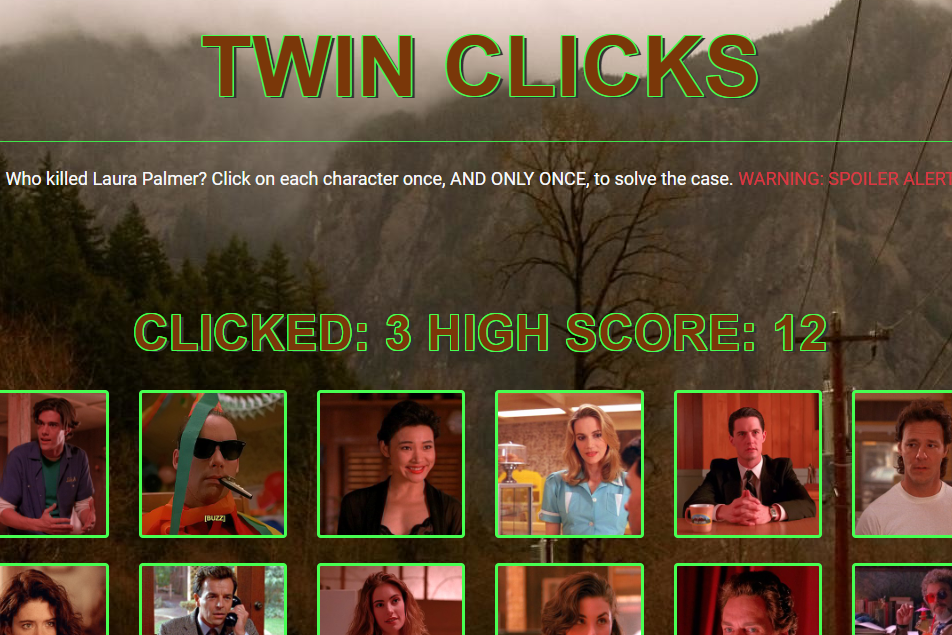 TWIN CLICKS
Who killed Laura Palmer? Click on each character once, AND ONLY ONCE, to solve the case. WARNING: SPOILER ALERT
CLICKED: 3 HIGH SCORE: 12
[BUZZ]